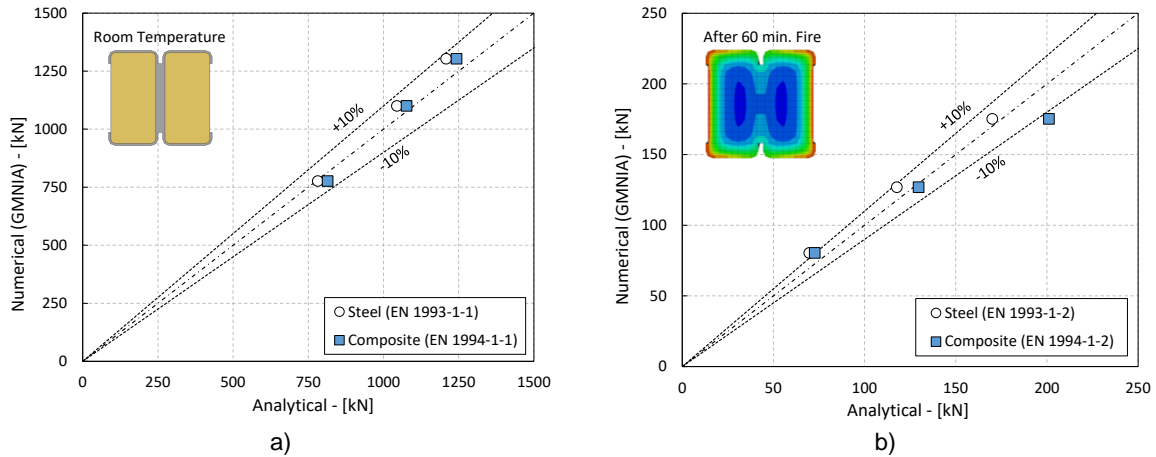 Room Temperature
+10%
-10%
1500
1250
1000
750
500
250
0
Numerical (GMNIA) - [kN]
Steel (EN 1993-1-1)
Composite (EN 1994-1-1)
0 250 500 750 1000 1250 1500
Analytical - [kN]
a)
After 60 min. Fire
+10%
-10%
250
200
150
100
50
0
Numerical (GMNIA) - [kN]
Steel (EN 1993-1-2)
Composite (EN 1994-1-2)
0 50 100 150 200 250
Analytical - [kN]
b)